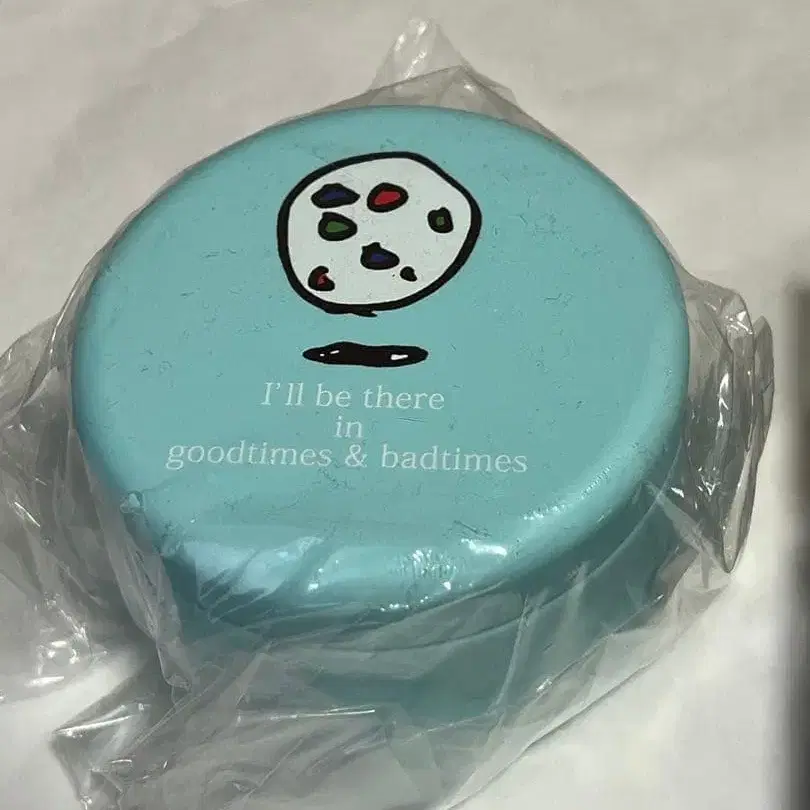 I'll be there
in
goodtimes & badtimes